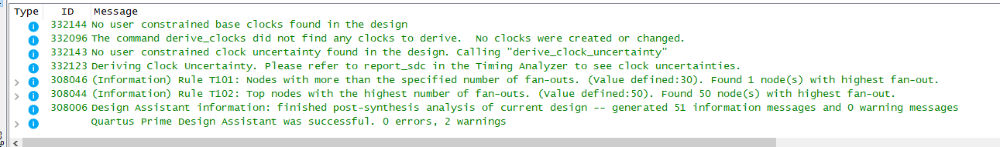 Type ID Message
332144 No user constrained base clocks found in the design
332096 The command derive_clocks did not find any clocks to derive.  No clocks were created or changed.
332143 No user constrained clock uncertainty found in the design. Calling "derive_clock_uncertainty"
332123 Deriving Clock Uncertainty. Please refer to report_sdc in the Timing Analyzer to see clock uncertainties.
308046 (Information) Rule T101: Nodes with more than the specified number of fan-outs. (Value defined:30). Found 1 node(s) with highest fan-out.
308044 (Information) Rule T102: Top nodes with the highest number of fan-outs. (Value defined:50). Found 50 node(s) with highest fan-out.
308006 Design Assistant information: finished post-synthesis analysis of current design -- generated 51 information messages and 0 warning messages
Quartus Prime Design Assistant was successful. 0 errors, 2 warnings